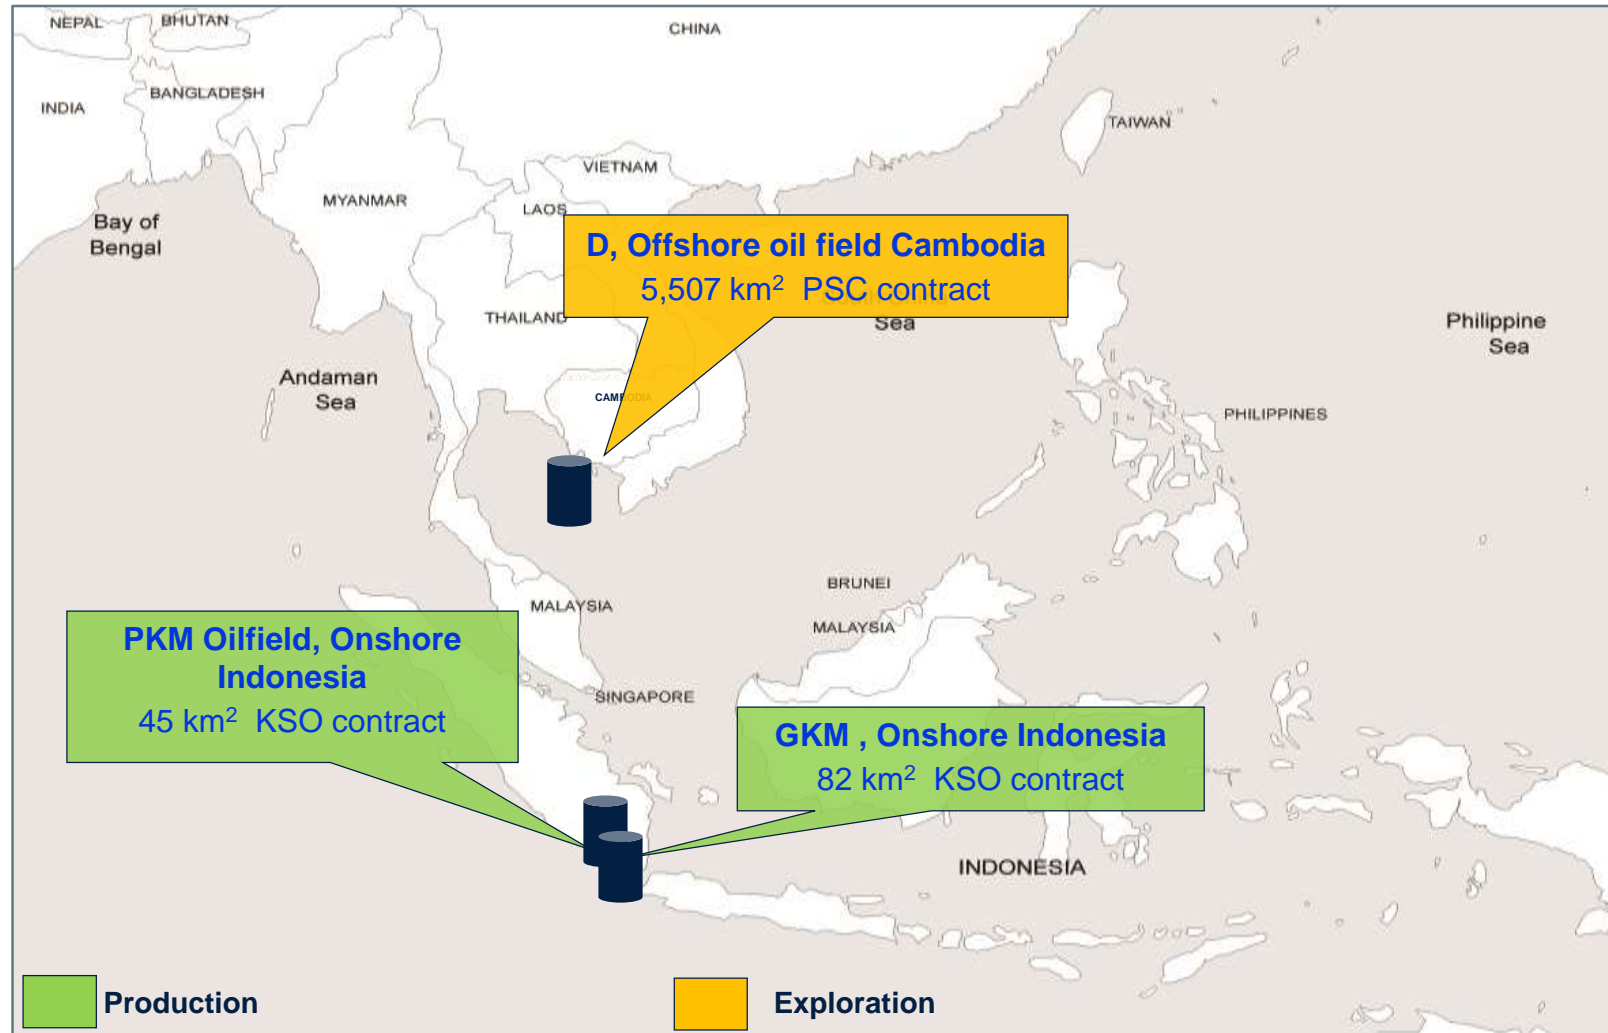 NEPAL
BHUTAN
CHINA
INDIA
BANGLADESH
TAIWAN
VIETNAM
MYANMAR
LAOS
Bay of
Bengal
D, Offshore oil field Cambodia
5,507 km² PSC contract
THAILAND
Sea
Philippine
Sea
Andaman
Sea
CAMBODIA
PHILIPPINES
BRUNEI
MALAYSIA
MALAYSIA
PKM Oilfield, Onshore
Indonesia
45 km² KSO contract
SINGAPORE
GKM , Onshore Indonesia
82 km² KSO contract
INDONESIA
Production
Exploration